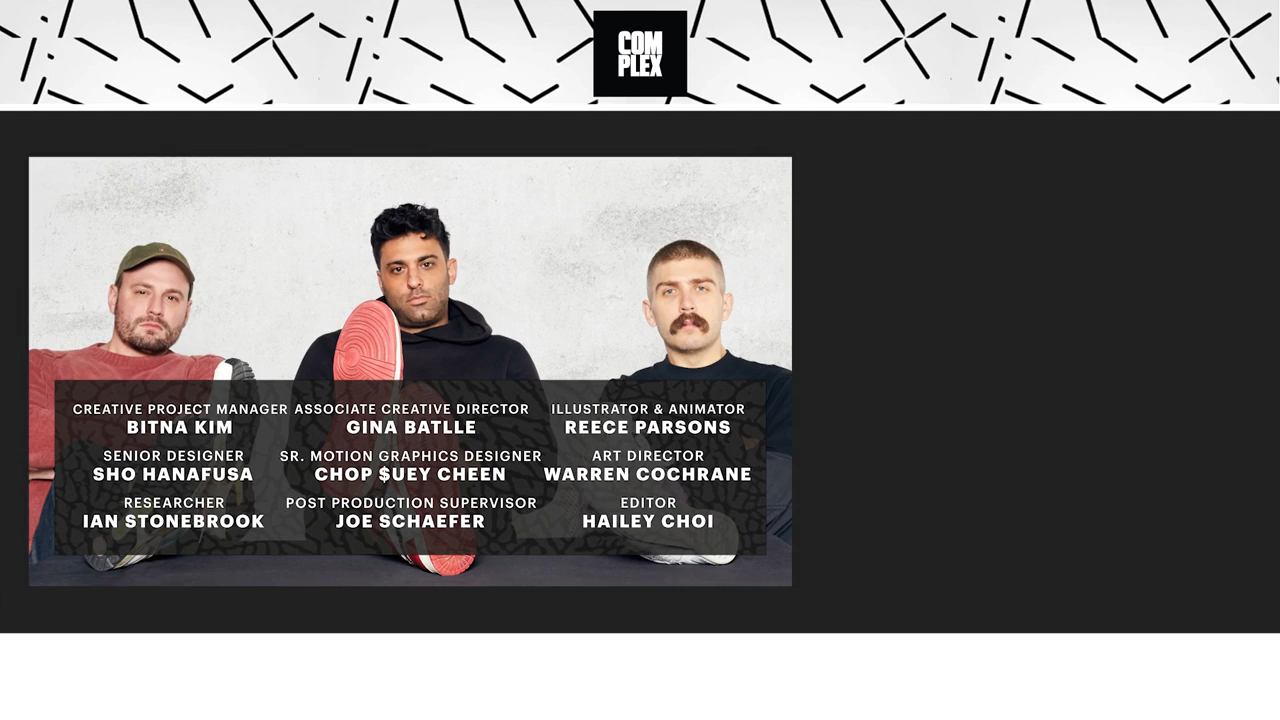 COM
PLEX
CREATIVE PROJECT MANAGER
BITNA KIM
ASSOCIATE CREATIVE DIRECTOR
GINA BATLLE
ILLUSTRATOR & ANIMATOR
REECE PARSONS
SENIOR DESIGNER
SHO HANAFUSA
SR. MOTION GRAPHICS DESIGNER
CHOP $UEY CHEEN
ART DIRECTOR
WARREN COCHRANE
RESEARCHER
IAN STONEBROOK
POST PRODUCTION SUPERVISOR
JOE SCHAEFER
EDITOR
HAILEY CHOI